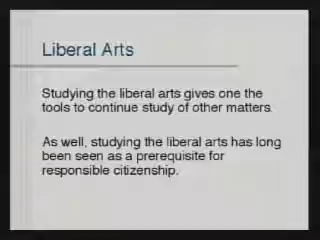 Liberal Arts
Studying the liberal arts gives one the
tools to continue study of other matters.
As well, studying the liberal arts has long
been seen as a prerequisite for
responsible citizenship.